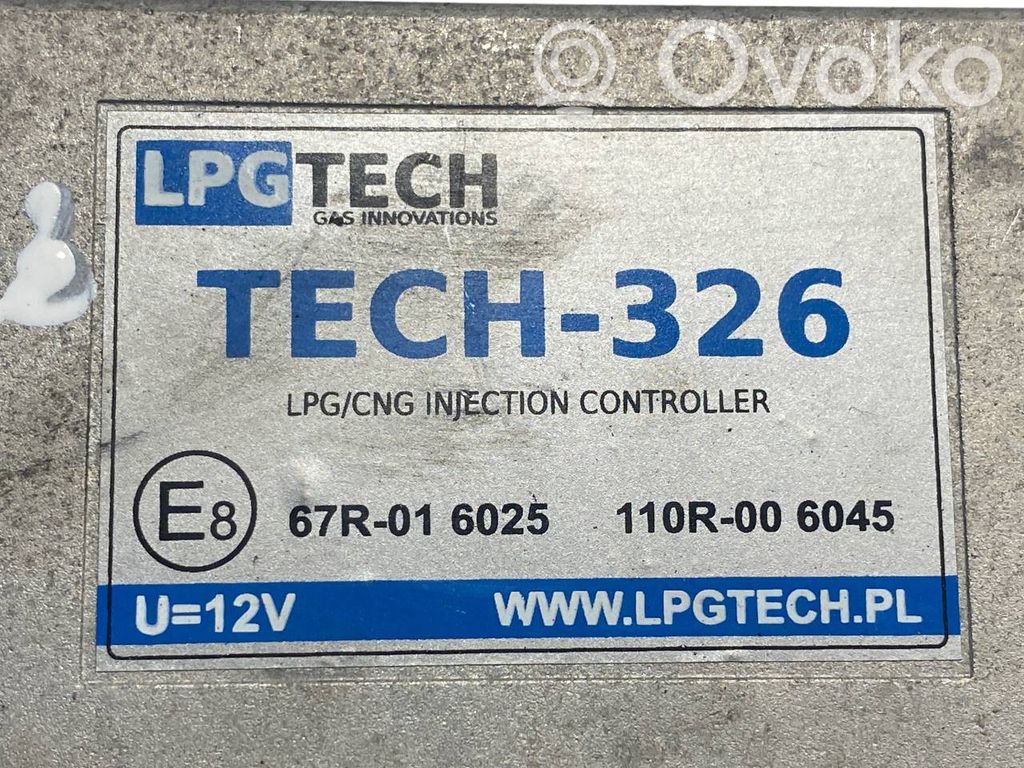 Ovoko
LPGTECH
GAS INNOVATIONS
TECH-326
LPG/CNG INJECTION CONTROLLER
E8 67R-01 6025 110R-00 6045
U=12V WWW.LPGTECH.PL